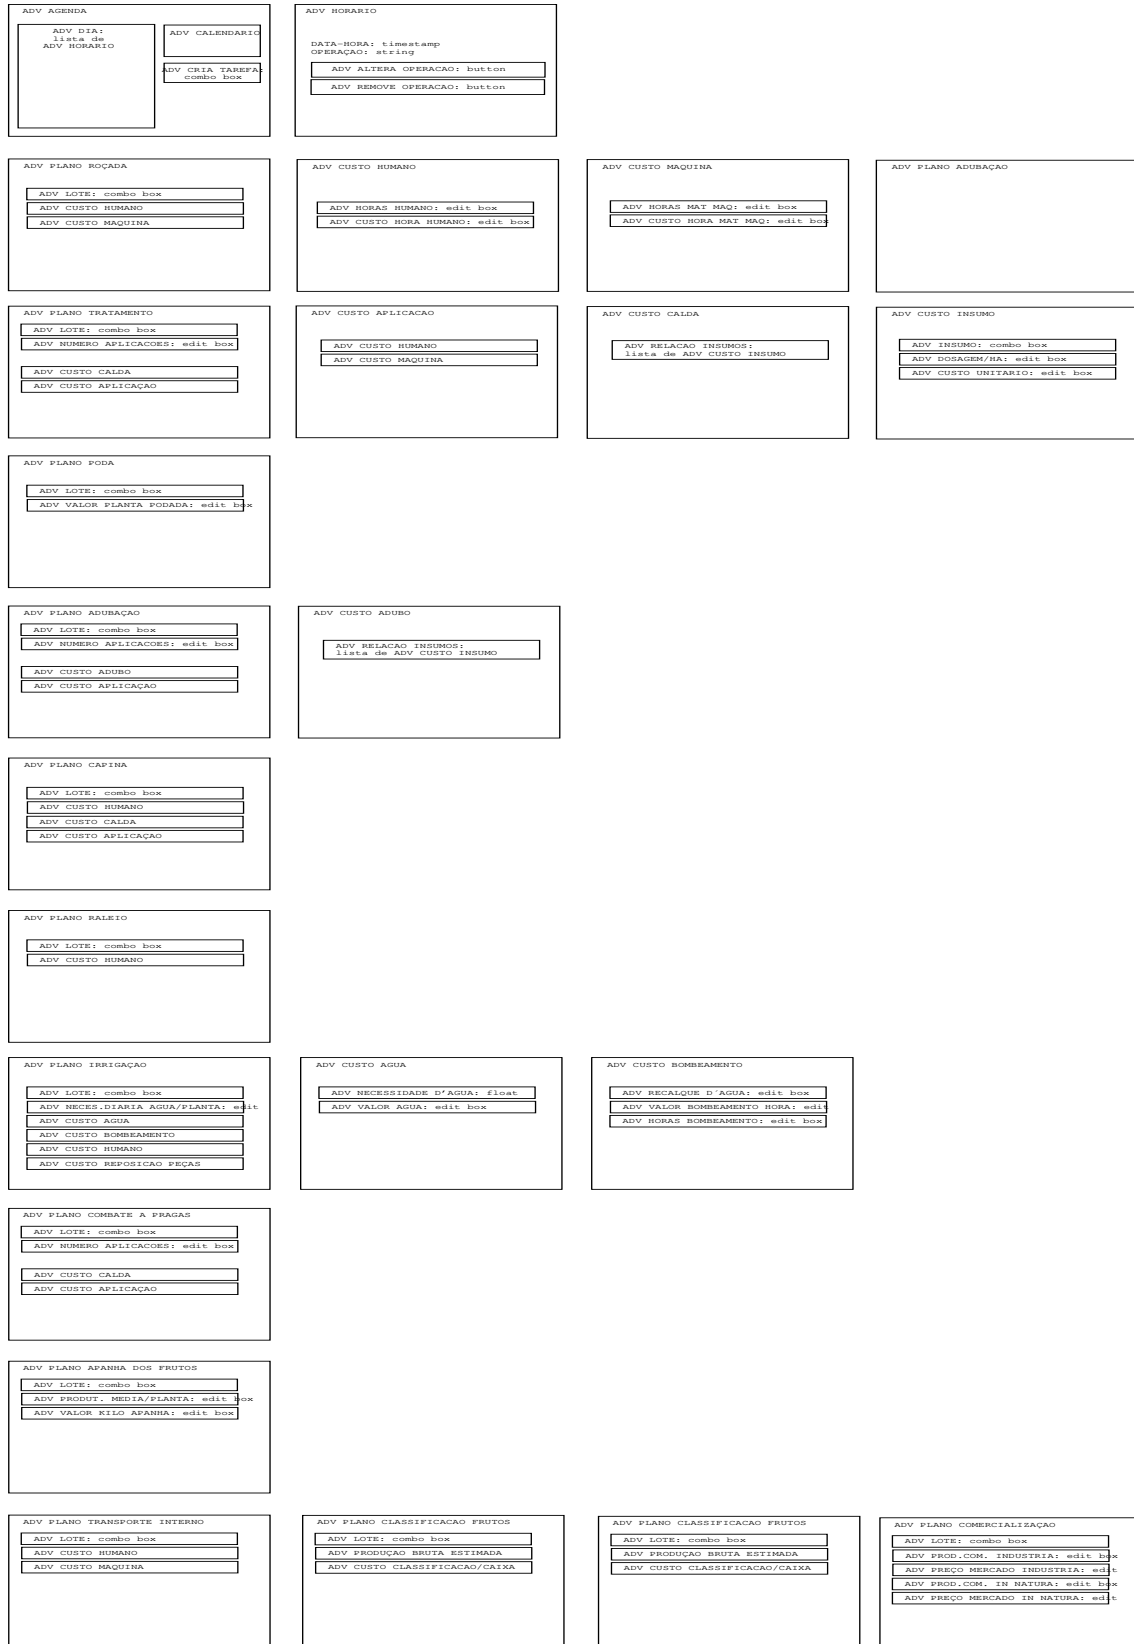 ADV AGENDA
ADV DIA:
lista de
ADV HORARIO
ADV CALENDARIO
ADV CRIA TAREFA:
combo box
ADV HORARIO
DATA-HORA: timestamp
OPERAÇAO: string
ADV ALTERA OPERACAO: button
ADV REMOVE OPERACAO: button
ADV PLANO ROÇADA
ADV LOTE: combo box
ADV CUSTO HUMANO
ADV CUSTO MAQUINA
ADV CUSTO HUMANO
ADV HORAS HUMANO: edit box
ADV CUSTO HORA HUMANO: edit box
ADV CUSTO MAQUINA
ADV HORAS MAT MAQ: edit box
ADV CUSTO HORA MAT MAQ: edit box
ADV PLANO ADUBAÇAO
ADV PLANO TRATAMENTO
ADV LOTE: combo box
ADV NUMERO APLICACOES: edit box
ADV CUSTO CALDA
ADV CUSTO APLICAÇAO
ADV CUSTO APLICACAO
ADV CUSTO HUMANO
ADV CUSTO MAQUINA
ADV CUSTO CALDA
ADV RELACAO INSUMOS:
lista de ADV CUSTO INSUMO
ADV CUSTO INSUMO
ADV INSUMO: combo box
ADV DOSAGEM/HA: edit box
ADV CUSTO UNITARIO: edit box
ADV PLANO PODA
ADV LOTE: combo box
ADV VALOR PLANTA PODADA: edit box
ADV PLANO ADUBAÇAO
ADV LOTE: combo box
ADV NUMERO APLICACOES: edit box
ADV CUSTO ADUBO
ADV CUSTO APLICAÇAO
ADV CUSTO ADUBO
ADV RELACAO INSUMOS:
lista de ADV CUSTO INSUMO
ADV PLANO CAPINA
ADV LOTE: combo box
ADV CUSTO HUMANO
ADV CUSTO CALDA
ADV CUSTO APLICAÇAO
ADV PLANO RALEIO
ADV LOTE: combo box
ADV CUSTO HUMANO
ADV PLANO IRRIGAÇAO
ADV LOTE: combo box
ADV NECES.DIARIA AGUA/PLANTA: edit
ADV CUSTO AGUA
ADV CUSTO BOMBEAMENTO
ADV CUSTO HUMANO
ADV CUSTO REPOSICAO PEÇAS
ADV CUSTO AGUA
ADV NECESSIDADE D'AGUA: float
ADV VALOR AGUA: edit box
ADV CUSTO BOMBEAMENTO
ADV RECALQUE D´AGUA: edit box
ADV VALOR BOMBEAMENTO HORA: edit
ADV HORAS BOMBEAMENTO: edit box
ADV PLANO COMBATE A PRAGAS
ADV LOTE: combo box
ADV NUMERO APLICACOES: edit box
ADV CUSTO CALDA
ADV CUSTO APLICAÇAO
ADV PLANO APANHA DOS FRUTOS
ADV LOTE: combo box
ADV PRODUT. MEDIA/PLANTA: edit box
ADV VALOR KILO APANHA: edit box
ADV PLANO TRANSPORTE INTERNO
ADV LOTE: combo box
ADV CUSTO HUMANO
ADV CUSTO MAQUINA
ADV PLANO CLASSIFICACAO FRUTOS
ADV LOTE: combo box
ADV PRODUÇAO BRUTA ESTIMADA
ADV CUSTO CLASSIFICACAO/CAIXA
ADV PLANO CLASSIFICACAO FRUTOS
ADV LOTE: combo box
ADV PRODUÇAO BRUTA ESTIMADA
ADV CUSTO CLASSIFICACAO/CAIXA
ADV PLANO COMERCIALIZAÇAO
ADV LOTE: combo box
ADV PROD.COM. INDUSTRIA: edit box
ADV PREÇO MERCADO INDUSTRIA: edit
ADV PROD.COM. IN NATURA: edit box
ADV PREÇO MERCADO IN NATURA: edit